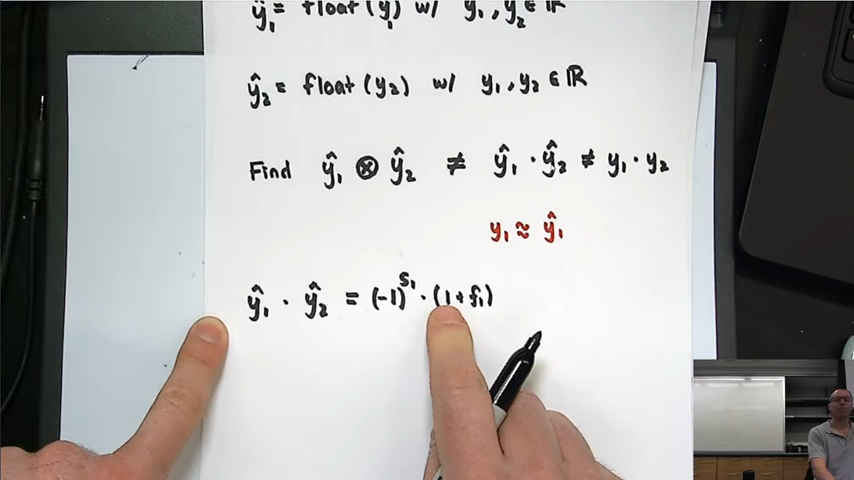 ŷ₁ = float (y₁) w/ y₁, y₂ ∈ ℝ
ŷ₂ = float (y₂) w/ y₁, y₂ ∈ ℝ
Find ŷ₁ ⊗ ŷ₂ ≠ ŷ₁ · ŷ₂ ≠ y₁ · y₂
y₁ ≈ ŷ₁
ŷ₁ · ŷ₂ = (-1)^s₁ · (1 + f₁)